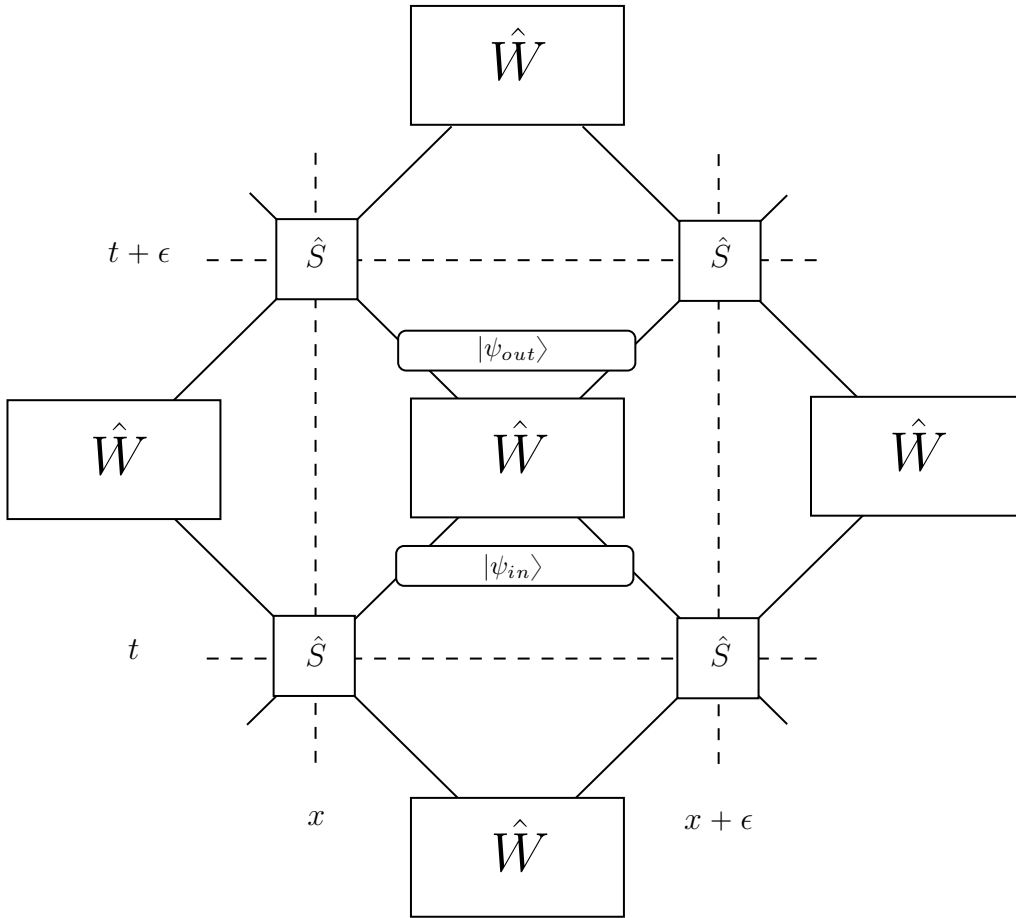 Ŵ
t + ϵ Ŝ Ŝ
|ψ_out⟩
Ŵ Ŵ Ŵ
|ψ_in⟩
t Ŝ Ŝ
x x + ϵ
Ŵ